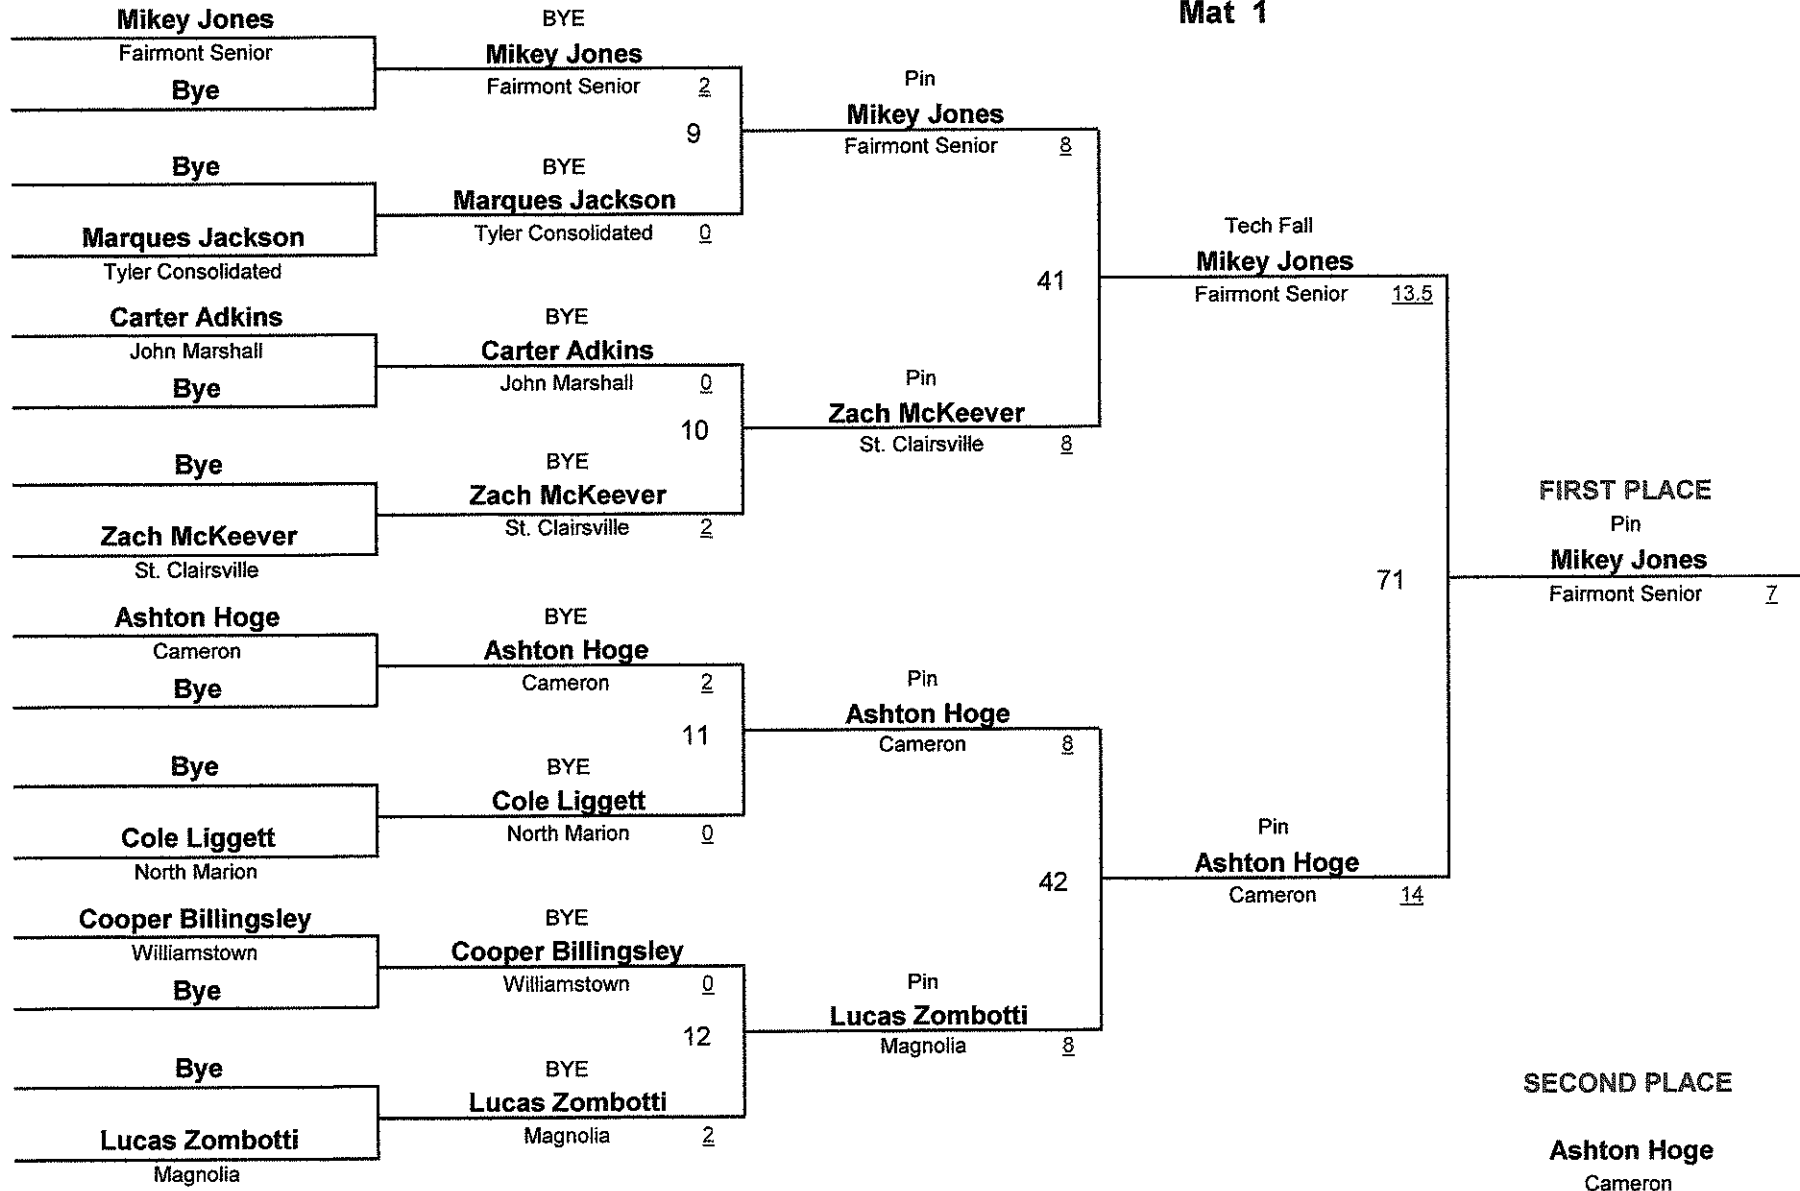 Mat 1
Mikey Jones
Fairmont Senior
Bye
Bye
Marques Jackson
Tyler Consolidated
Carter Adkins
John Marshall
Bye
Bye
Zach McKeever
St. Clairsville
Ashton Hoge
Cameron
Bye
Bye
Cole Liggett
North Marion
Cooper Billingsley
Williamstown
Bye
Bye
Lucas Zombotti
Magnolia
BYE
Mikey Jones
Fairmont Senior 2
9
BYE
Marques Jackson
Tyler Consolidated 0
BYE
Carter Adkins
John Marshall 0
10
BYE
Zach McKeever
St. Clairsville 2
BYE
Ashton Hoge
Cameron 2
11
BYE
Cole Liggett
North Marion 0
BYE
Cooper Billingsley
Williamstown 0
12
BYE
Lucas Zombotti
Magnolia 2
Pin
Mikey Jones
Fairmont Senior 8
41
Pin
Zach McKeever
St. Clairsville 8
Pin
Ashton Hoge
Cameron 8
42
Pin
Lucas Zombotti
Magnolia 8
Tech Fall
Mikey Jones
Fairmont Senior 13.5
71
Pin
Ashton Hoge
Cameron 14
FIRST PLACE
Pin
Mikey Jones
Fairmont Senior 7
SECOND PLACE
Ashton Hoge
Cameron